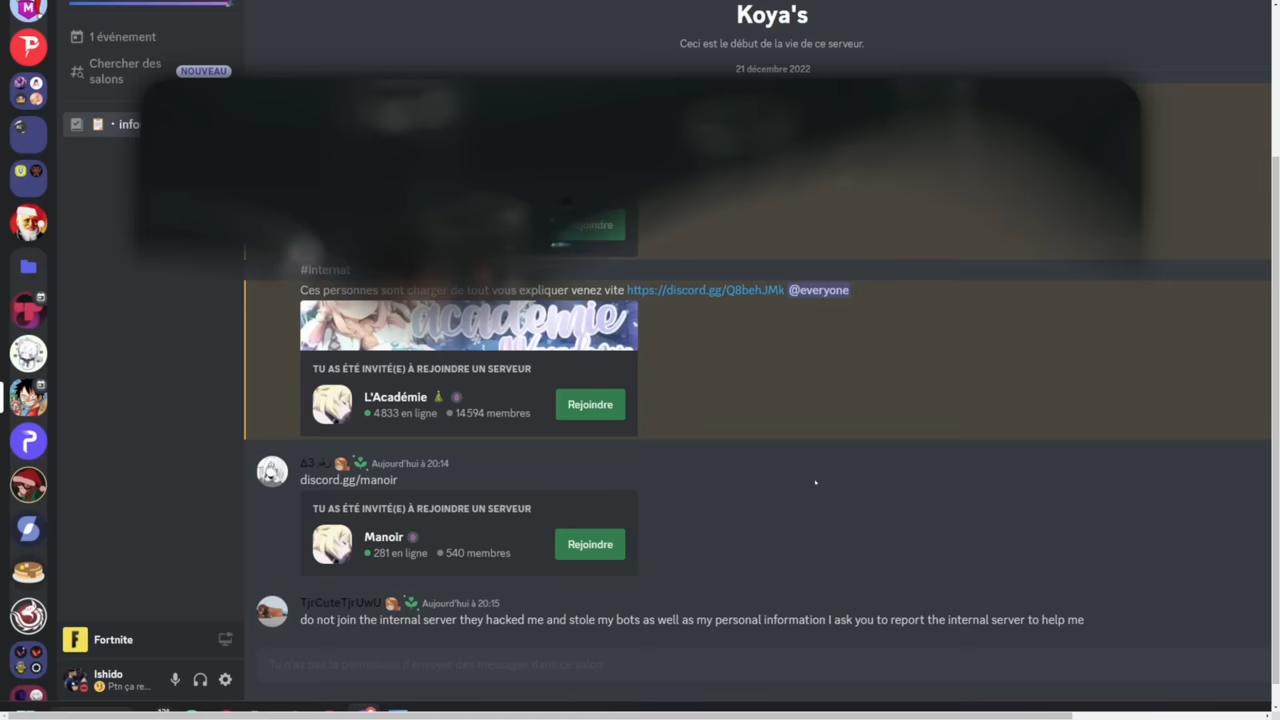 1 événement
Chercher des
salons
NOUVEAU
info
Koya's
Ceci est le début de la vie de ce serveur.
21 décembre 2022
#Internal
Ces personnes sont charger de tout vous expliquer venez vite https://discord.gg/Q8behJMk @everyone
académie
TU AS ÉTÉ INVITÉ(E) À REJOINDRE UN SERVEUR
L'Académie
4 833 en ligne 14 594 membres
Rejoindre
Aujourd'hui à 20:14
discord.gg/manoir
TU AS ÉTÉ INVITÉ(E) À REJOINDRE UN SERVEUR
Manoir
281 en ligne 540 membres
Rejoindre
TjrCuteTjrUwU Aujourd'hui à 20:15
do not join the internal server they hacked me and stole my bots as well as my personal information I ask you to report the internal server to help me
Tu n'as pas la permission d'envoyer des messages dans ce salon.
Fortnite
Ishido
Ptn ça re...